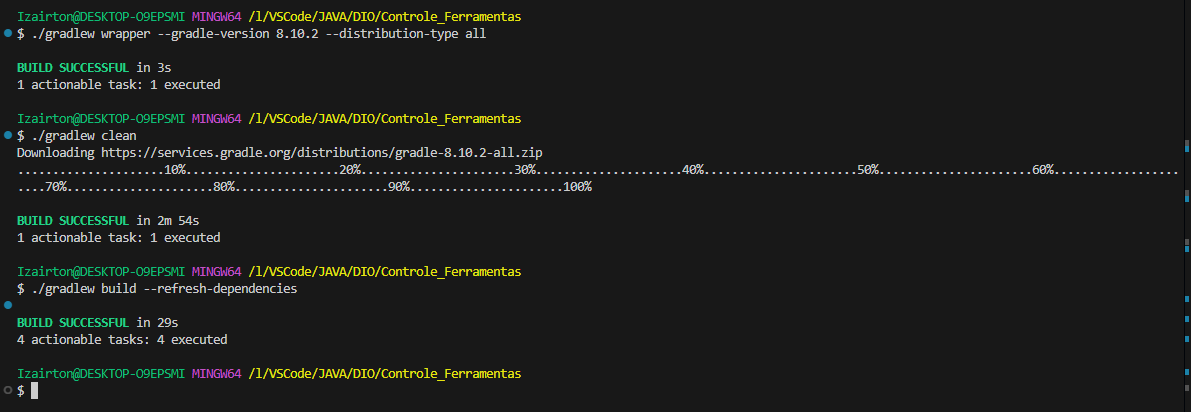 Izairton@DESKTOP-O9EPSMI MINGW64 /l/VSCode/JAVA/DIO/Controle_Ferramentas
$ ./gradlew wrapper --gradle-version 8.10.2 --distribution-type all
BUILD SUCCESSFUL in 3s
1 actionable task: 1 executed
Izairton@DESKTOP-O9EPSMI MINGW64 /l/VSCode/JAVA/DIO/Controle_Ferramentas
$ ./gradlew clean
Downloading https://services.gradle.org/distributions/gradle-8.10.2-all.zip
.....................10%......................20%......................30%.....................40%......................50%......................60%..................
....70%.....................80%.....................90%......................100%
BUILD SUCCESSFUL in 2m 54s
1 actionable task: 1 executed
Izairton@DESKTOP-O9EPSMI MINGW64 /l/VSCode/JAVA/DIO/Controle_Ferramentas
$ ./gradlew build --refresh-dependencies
BUILD SUCCESSFUL in 29s
4 actionable tasks: 4 executed
Izairton@DESKTOP-O9EPSMI MINGW64 /l/VSCode/JAVA/DIO/Controle_Ferramentas
$